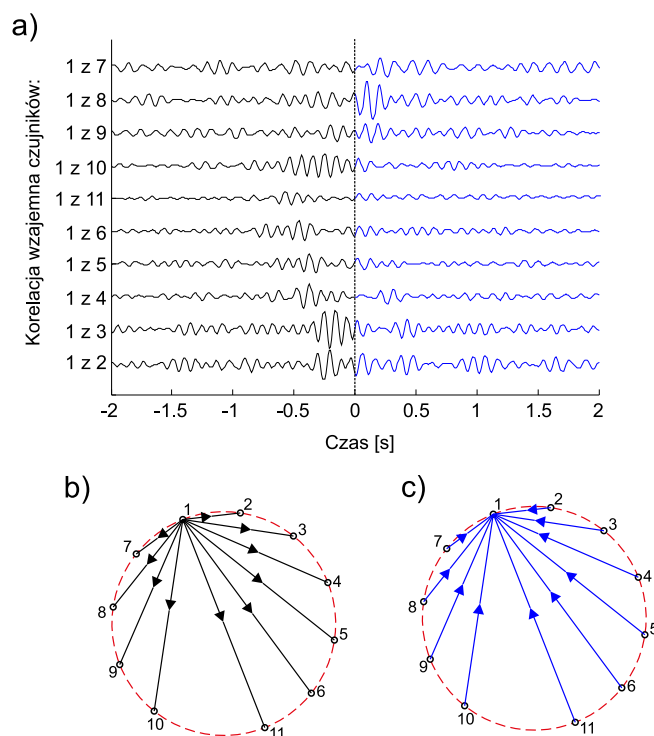 a)
Korelacja wzajemna czujników:
1 z 7
1 z 8
1 z 9
1 z 10
1 z 11
1 z 6
1 z 5
1 z 4
1 z 3
1 z 2
-2 -1.5 -1 -0.5 0 0.5 1 1.5 2
Czas [s]
b)
1
2
3
4
5
6
7
8
9
10
11
c)
1
2
3
4
5
6
7
8
9
10
11